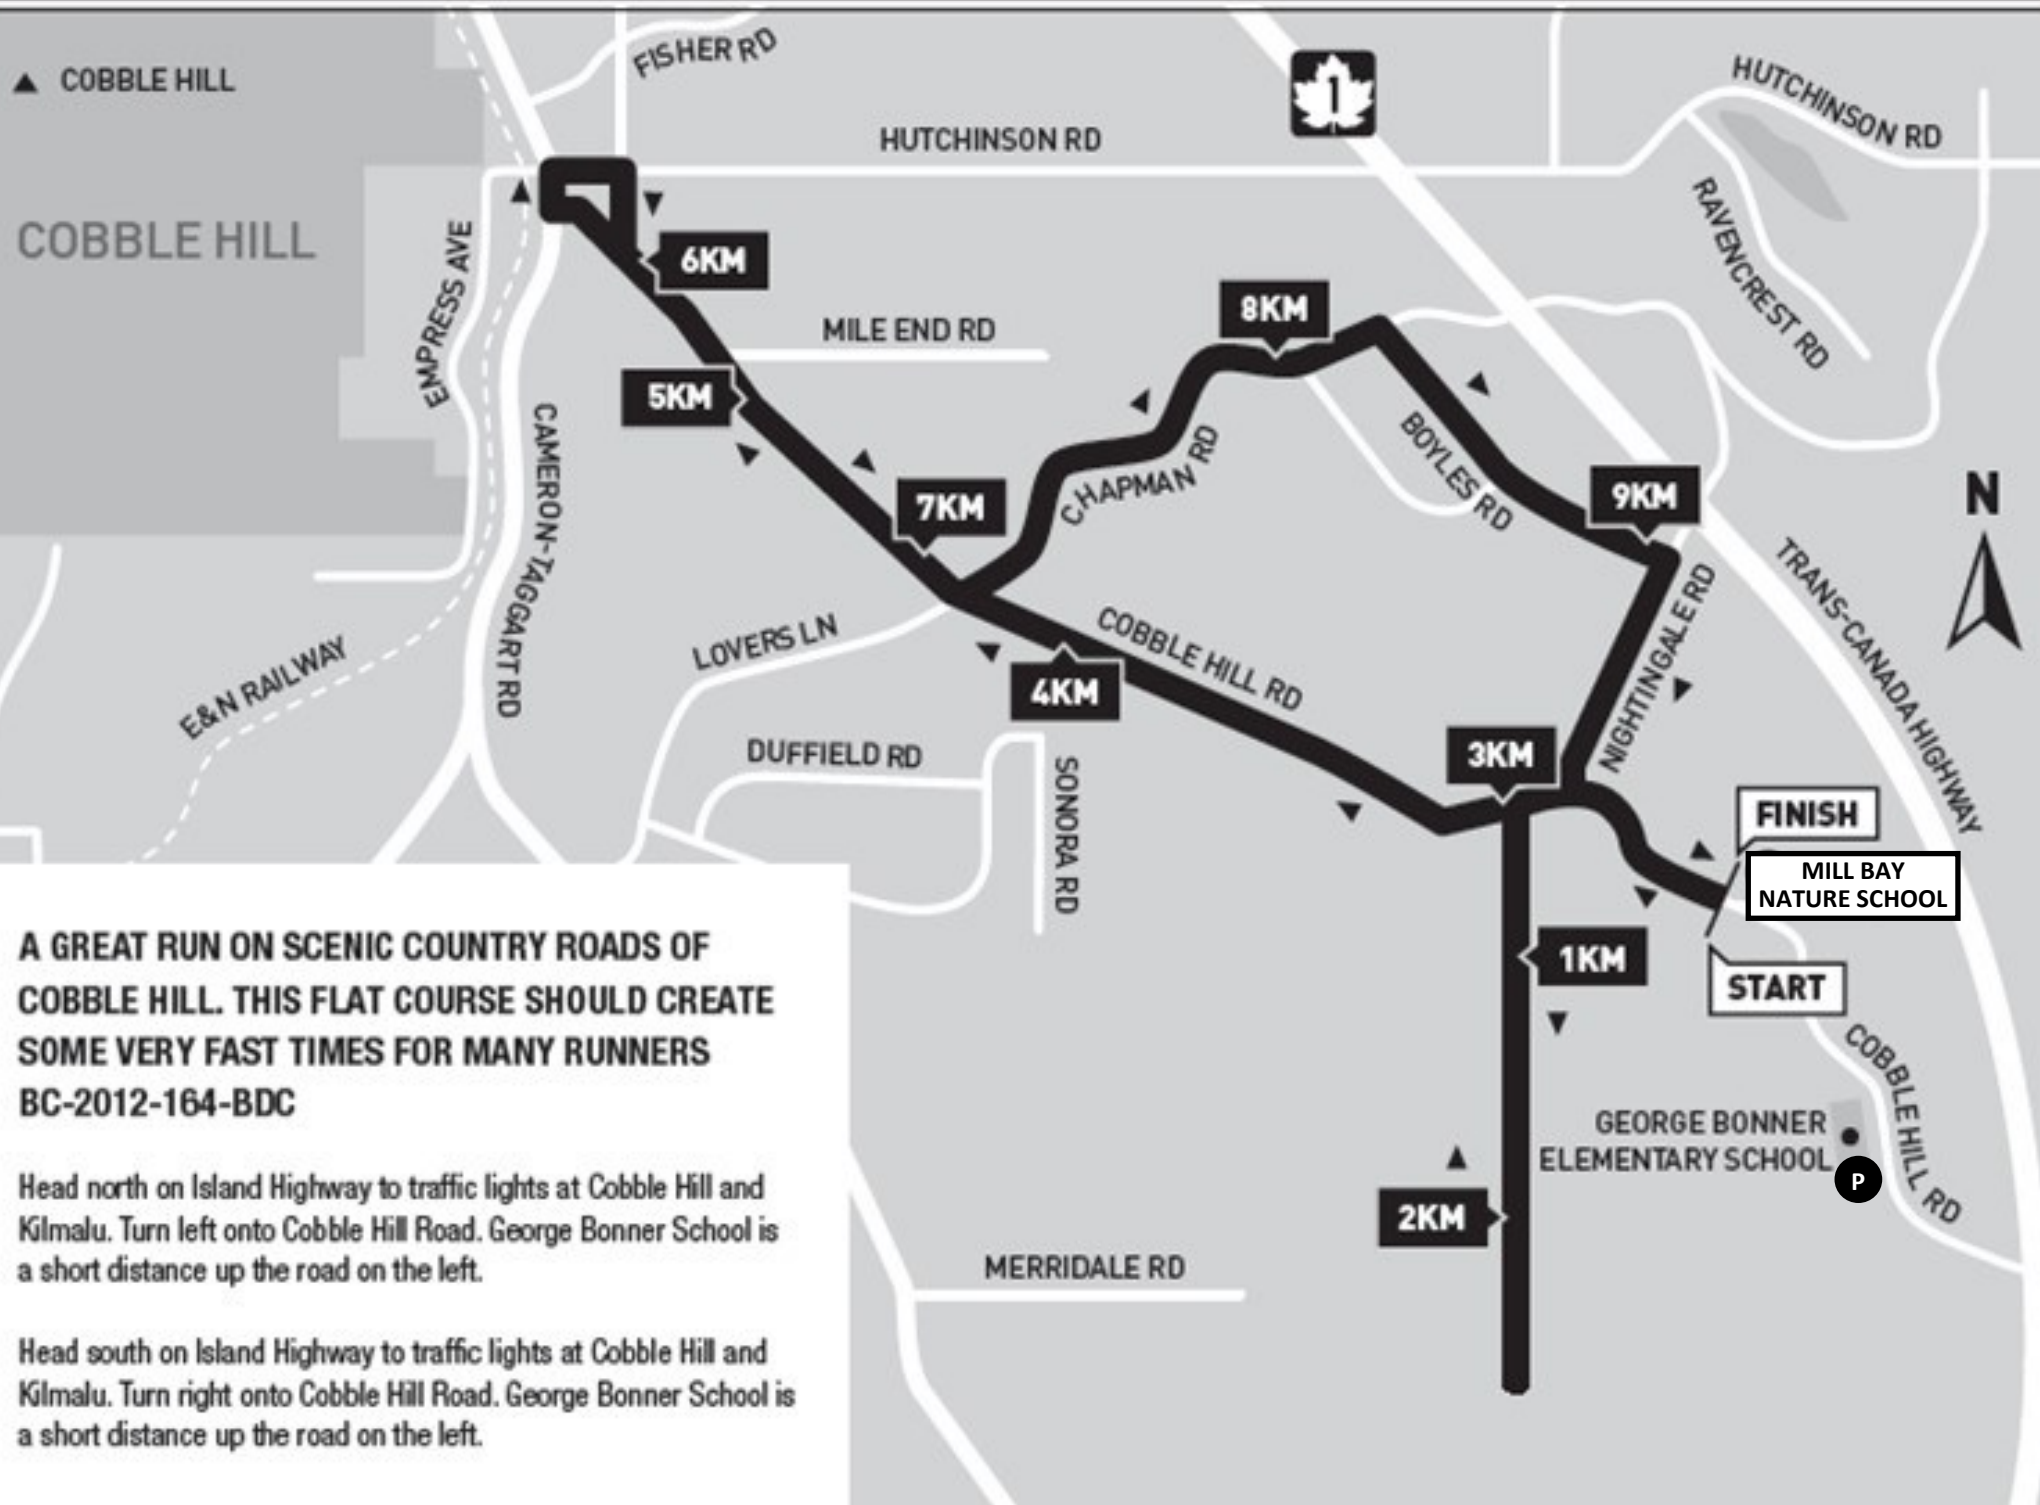 FISHER RD
1
HUTCHINSON RD
▲ COBBLE HILL
HUTCHINSON RD
COBBLE HILL
RAVENCREST RD
EMPRESS AVE
6KM
8KM
MILE END RD
5KM
CAMERON-TAGGART RD
7KM
CHAPMAN RD
BOYLES RD
9KM
N
TRANS-CANADA HIGHWAY
NIGHTINGALE RD
LOVERS LN
COBBLE HILL RD
E&N RAILWAY
4KM
DUFFIELD RD
SONORA RD
3KM
FINISH
MILL BAY
NATURE SCHOOL
1KM
START
COBBLE HILL RD
GEORGE BONNER
ELEMENTARY SCHOOL
P
2KM
MERRIDALE RD
A GREAT RUN ON SCENIC COUNTRY ROADS OF
COBBLE HILL. THIS FLAT COURSE SHOULD CREATE
SOME VERY FAST TIMES FOR MANY RUNNERS
BC-2012-164-BDC
Head north on Island Highway to traffic lights at Cobble Hill and
Kilmalu. Turn left onto Cobble Hill Road. George Bonner School is
a short distance up the road on the left.
Head south on Island Highway to traffic lights at Cobble Hill and
Kilmalu. Turn right onto Cobble Hill Road. George Bonner School is
a short distance up the road on the left.